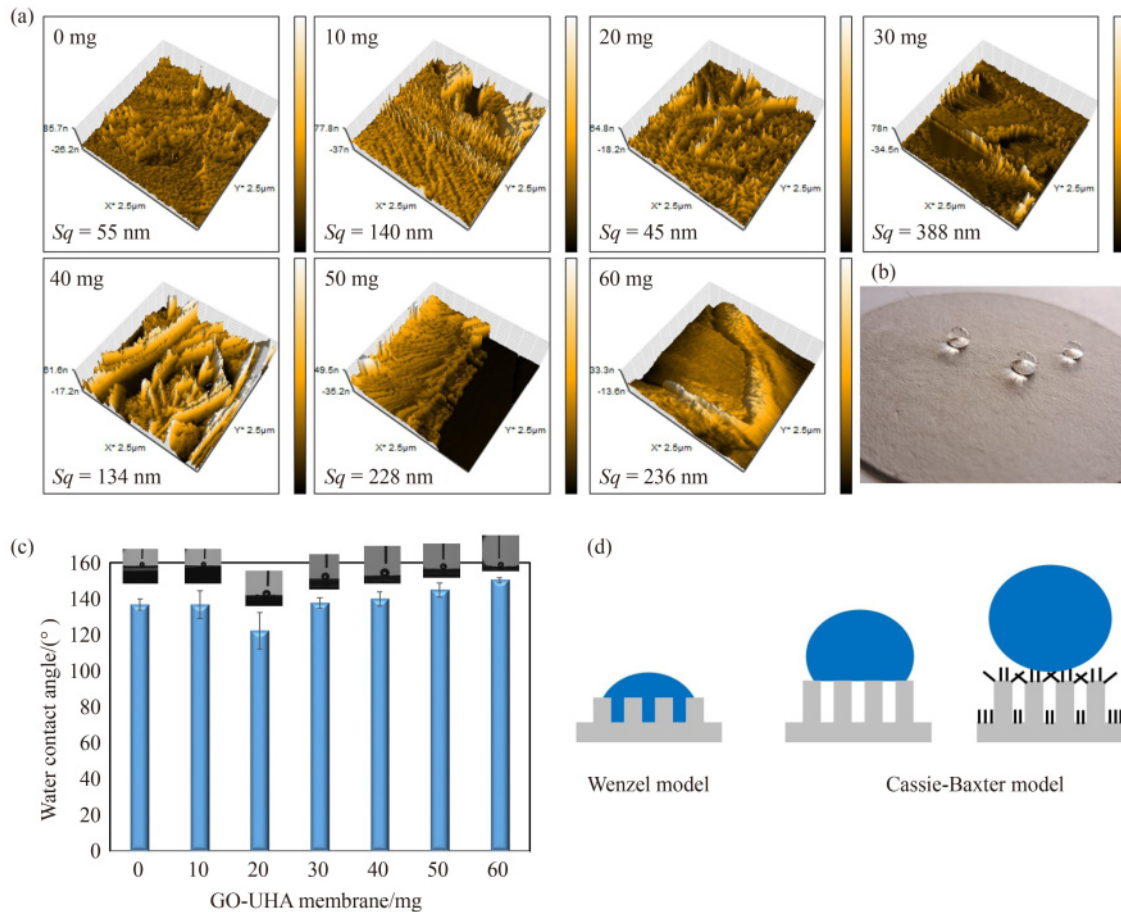 (a)
0 mg
85.7n
-26.2n
X* 2.5µm
Y* 2.5µm
Sq = 55 nm
10 mg
77.8n
-37n
X* 2.5µm
Y* 2.5µm
Sq = 140 nm
20 mg
54.8n
-18.2n
X* 2.5µm
Y* 2.5µm
Sq = 45 nm
30 mg
78n
-34.5n
X* 2.5µm
Y* 2.5µm
Sq = 388 nm
40 mg
61.6n
-17.2n
X* 2.5µm
Y* 2.5µm
Sq = 134 nm
50 mg
49.5n
-35.2n
X* 2.5µm
Y* 2.5µm
Sq = 228 nm
60 mg
33.3n
-13.6n
X* 2.5µm
Y* 2.5µm
Sq = 236 nm
(b)
(c)
Water contact angle/(°)
160
140
120
100
80
60
40
20
0
0 10 20 30 40 50 60
GO-UHA membrane/mg
(d)
Wenzel model
Cassie-Baxter model